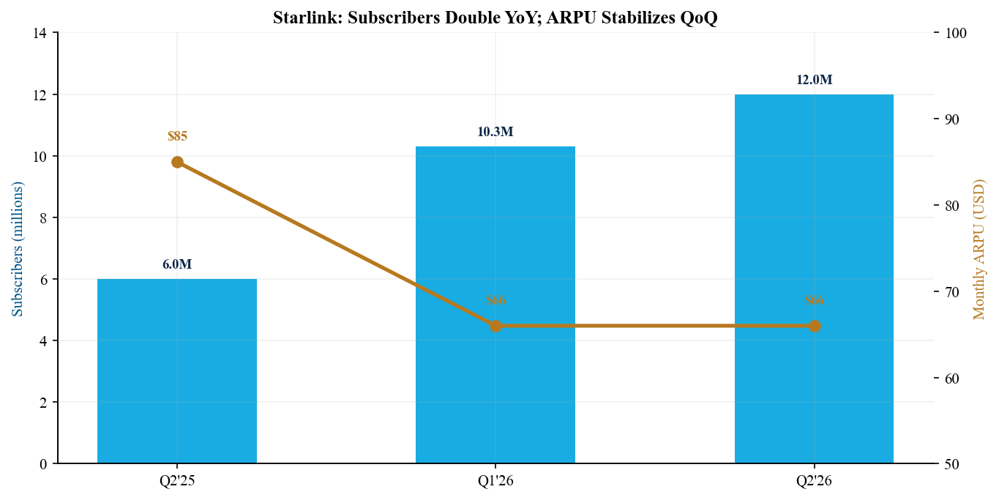 Starlink: Subscribers Double YoY; ARPU Stabilizes QoQ
14
12
10
8
6
4
2
0
Subscribers (millions)
100
90
80
70
60
50
Monthly ARPU (USD)
$85
6.0M
10.3M
$66
12.0M
$66
Q2'25
Q1'26
Q2'26